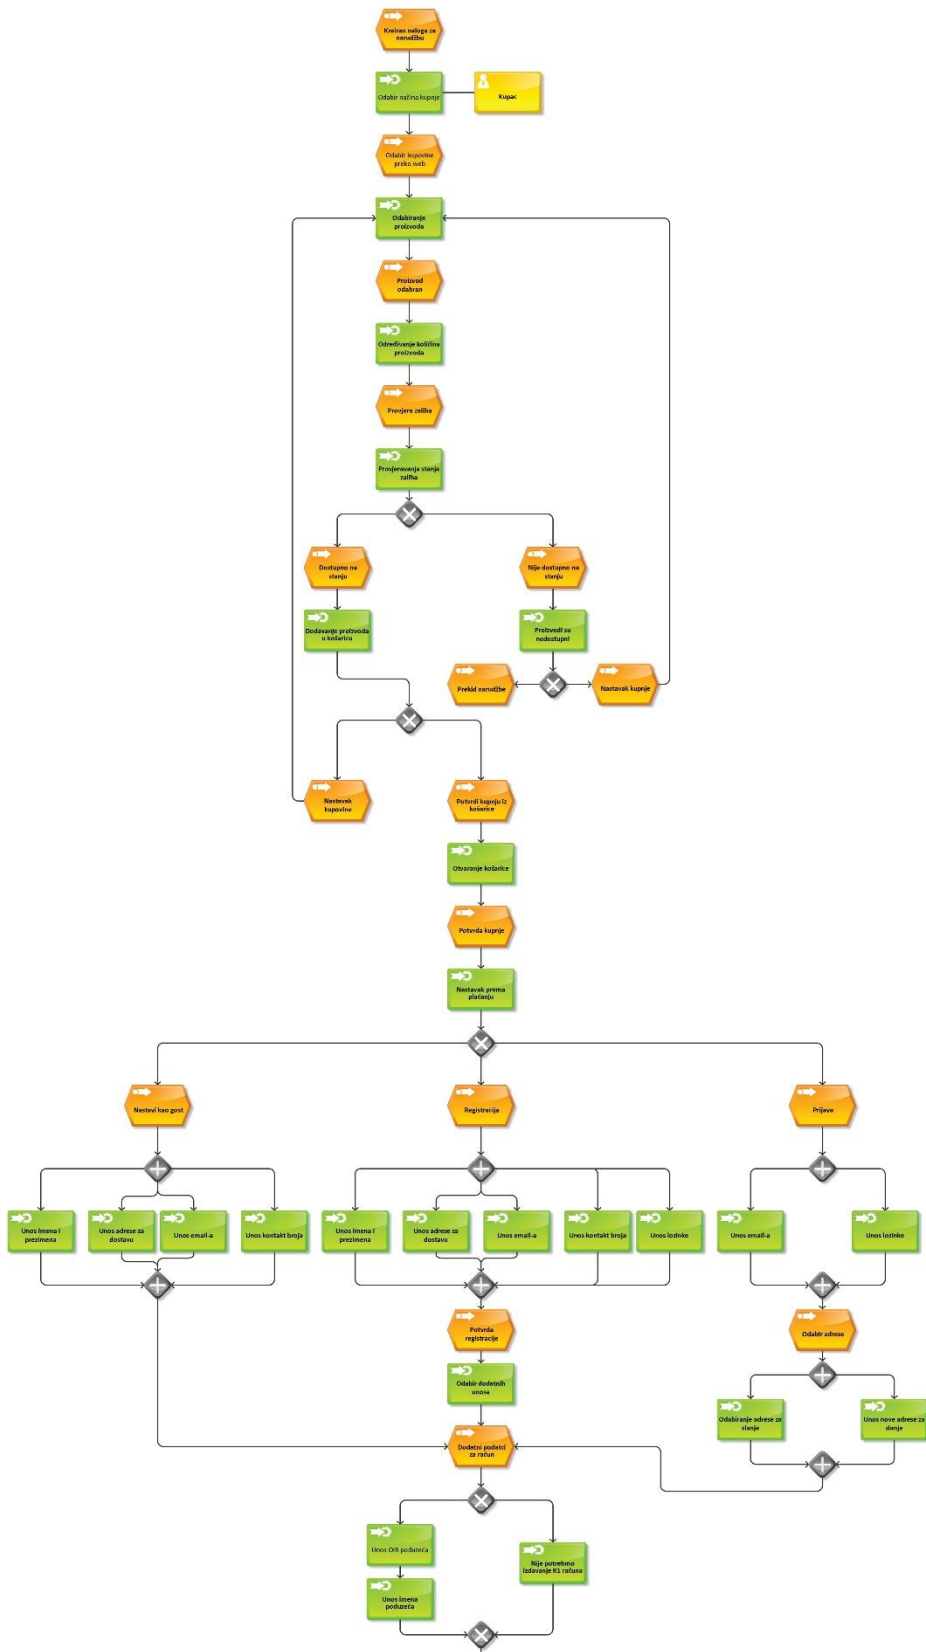 Kreiran naloga za
narudžbu
Odabir načina kupnje
Kupac
Odabir kupovine
preko web
Odabiranje
proizvoda
Proizvod
odabran
Određivanje količina
proizvoda
Provjera zaliha
Provjeravanja stanja
zaliha
Dostupno na
stanju
Nije dostupno na
stanju
Dodavanje proizvoda
u košaricu
Proizvodi su
nedostupni
Prekid narudžbe
Nastavak kupnje
Nastavak
kupovine
Potvrdi kupnju iz
košarice
Otvaranje košarice
Potvrda kupnje
Nastavak prema
plaćanju
Nastavi kao gost
Registracija
Prijava
Unos imena i
prezimena
Unos adrese za
dostavu
Unos email-a
Unos kontakt broja
Unos imena i
prezimena
Unos adrese za
dostavu
Unos email-a
Unos kontakt broja
Unos lozinke
Unos email-a
Unos lozinke
Potvrda
registracije
Odabir adrese
Odabir dodatnih
unosa
Odabiranje adrese za
slanje
Unos nove adrese za
slanje
Dodatni podatsi
za račun
Unos OIB poduzeća
Unos imena
poduzeća
Nije potrebno
izdavanje R1 računa